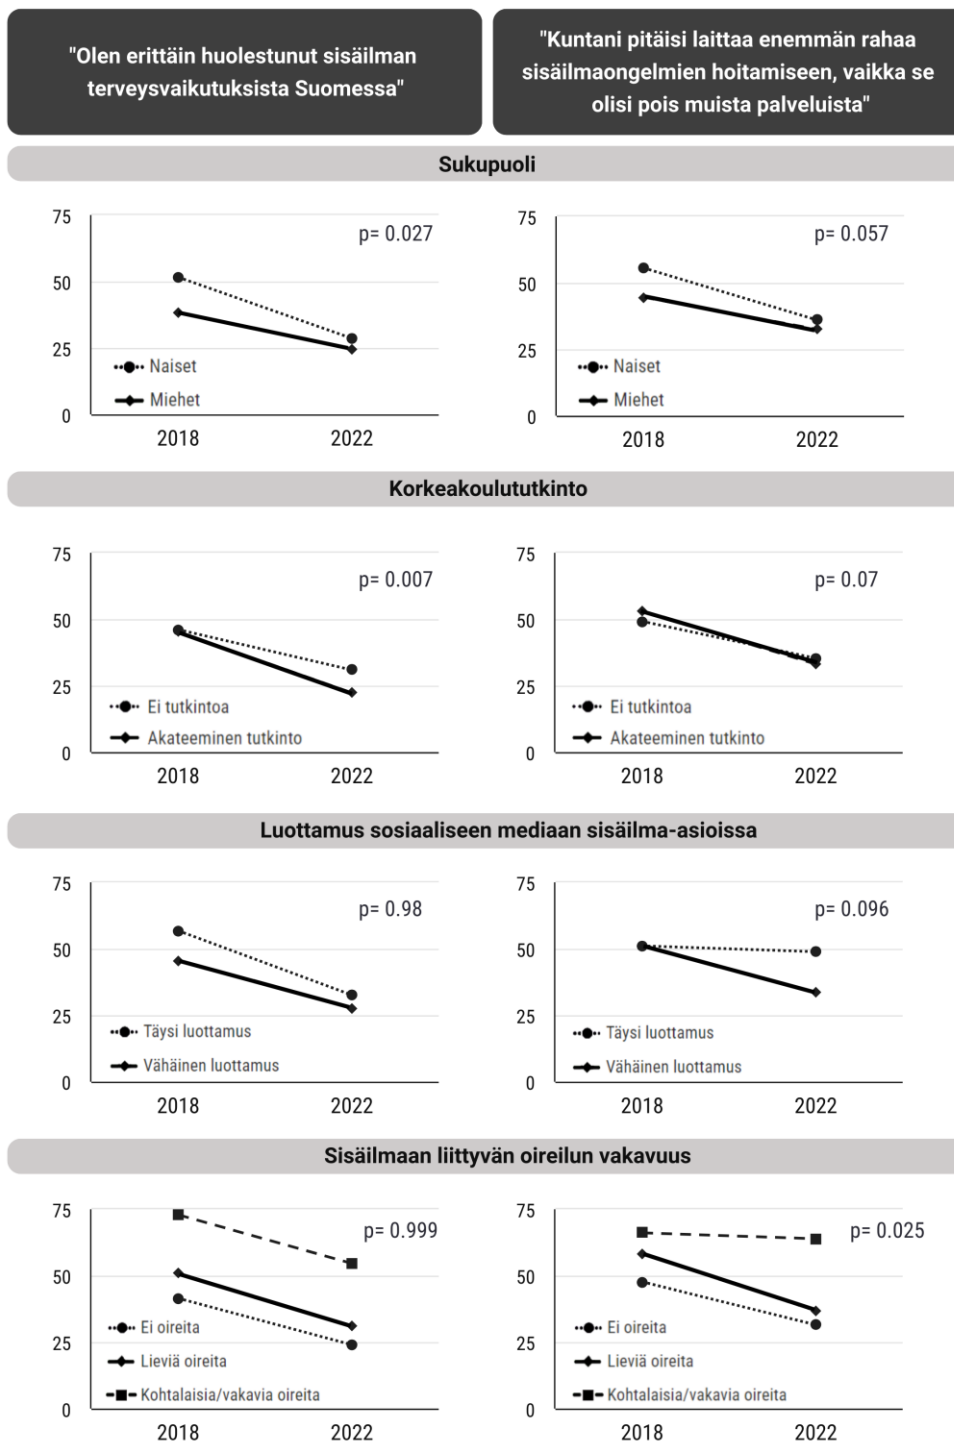 "Olen erittäin huolestunut sisäilman
terveysvaikutuksista Suomessa"
"Kuntani pitäisi laittaa enemmän rahaa
sisäilmaongelmien hoitamiseen, vaikka se
olisi pois muista palveluista"
Sukupuoli
75
50
25
0
p= 0.027
Naiset
Miehet
2018
2022
75
50
25
0
p= 0.057
Naiset
Miehet
2018
2022
Korkeakoulututkinto
75
50
25
0
p= 0.007
Ei tutkintoa
Akateeminen tutkinto
2018
2022
75
50
25
0
p= 0.07
Ei tutkintoa
Akateeminen tutkinto
2018
2022
Luottamus sosiaaliseen mediaan sisäilma-asioissa
75
50
25
0
p= 0.98
Täysi luottamus
Vähäinen luottamus
2018
2022
75
50
25
0
p= 0.096
Täysi luottamus
Vähäinen luottamus
2018
2022
Sisäilmaan liittyvän oireilun vakavuus
75
50
25
0
p= 0.999
Ei oireita
Lieviä oireita
Kohtalaisia/vakavia oireita
2018
2022
75
50
25
0
p= 0.025
Ei oireita
Lieviä oireita
Kohtalaisia/vakavia oireita
2018
2022